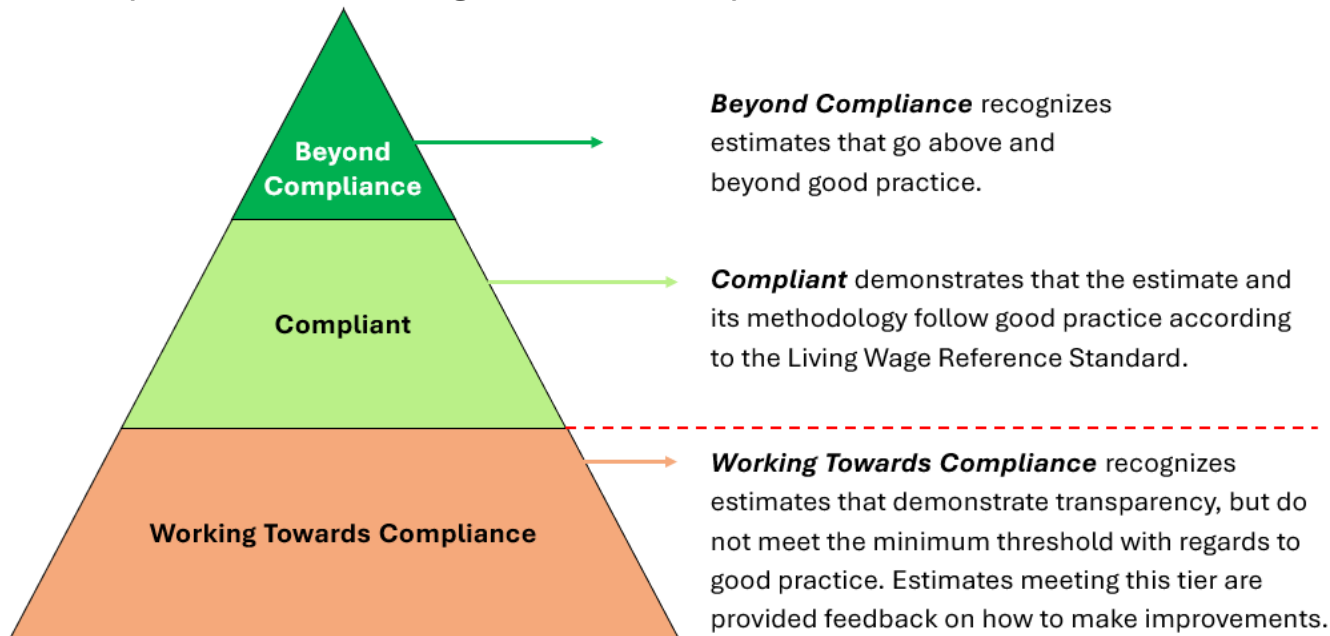 Beyond
Compliance
Beyond Compliance recognizes
estimates that go above and
beyond good practice.
Compliant
Compliant demonstrates that the estimate and
its methodology follow good practice according
to the Living Wage Reference Standard.
Working Towards Compliance
Working Towards Compliance recognizes
estimates that demonstrate transparency, but do
not meet the minimum threshold with regards to
good practice. Estimates meeting this tier are
provided feedback on how to make improvements.